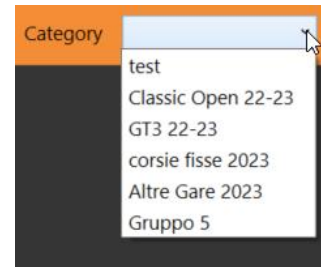 Category
test
Classic Open 22-23
GT3 22-23
corsie fisse 2023
Altre Gare 2023
Gruppo 5